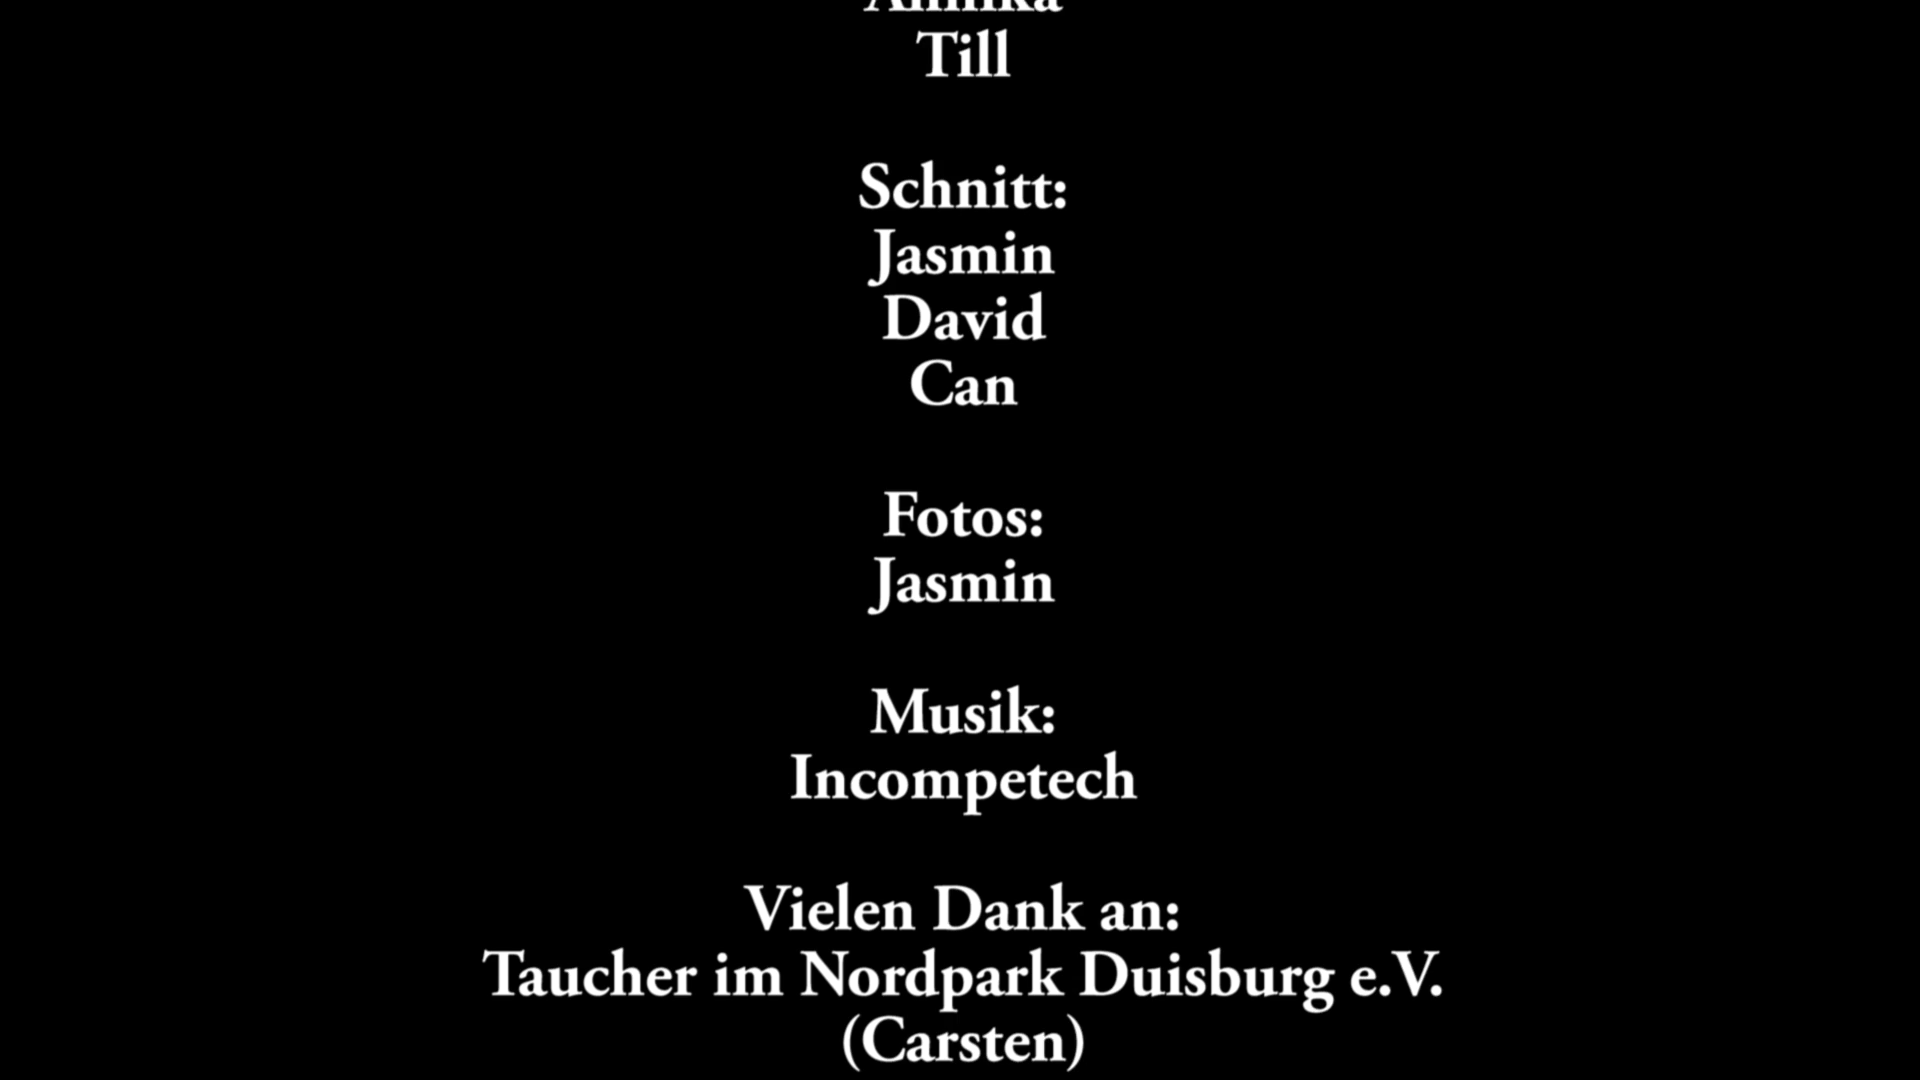 Till
Schnitt:
Jasmin
David
Can
Fotos:
Jasmin
Musik:
Incompetech
Vielen Dank an:
Taucher im Nordpark Duisburg e.V.
(Carsten)